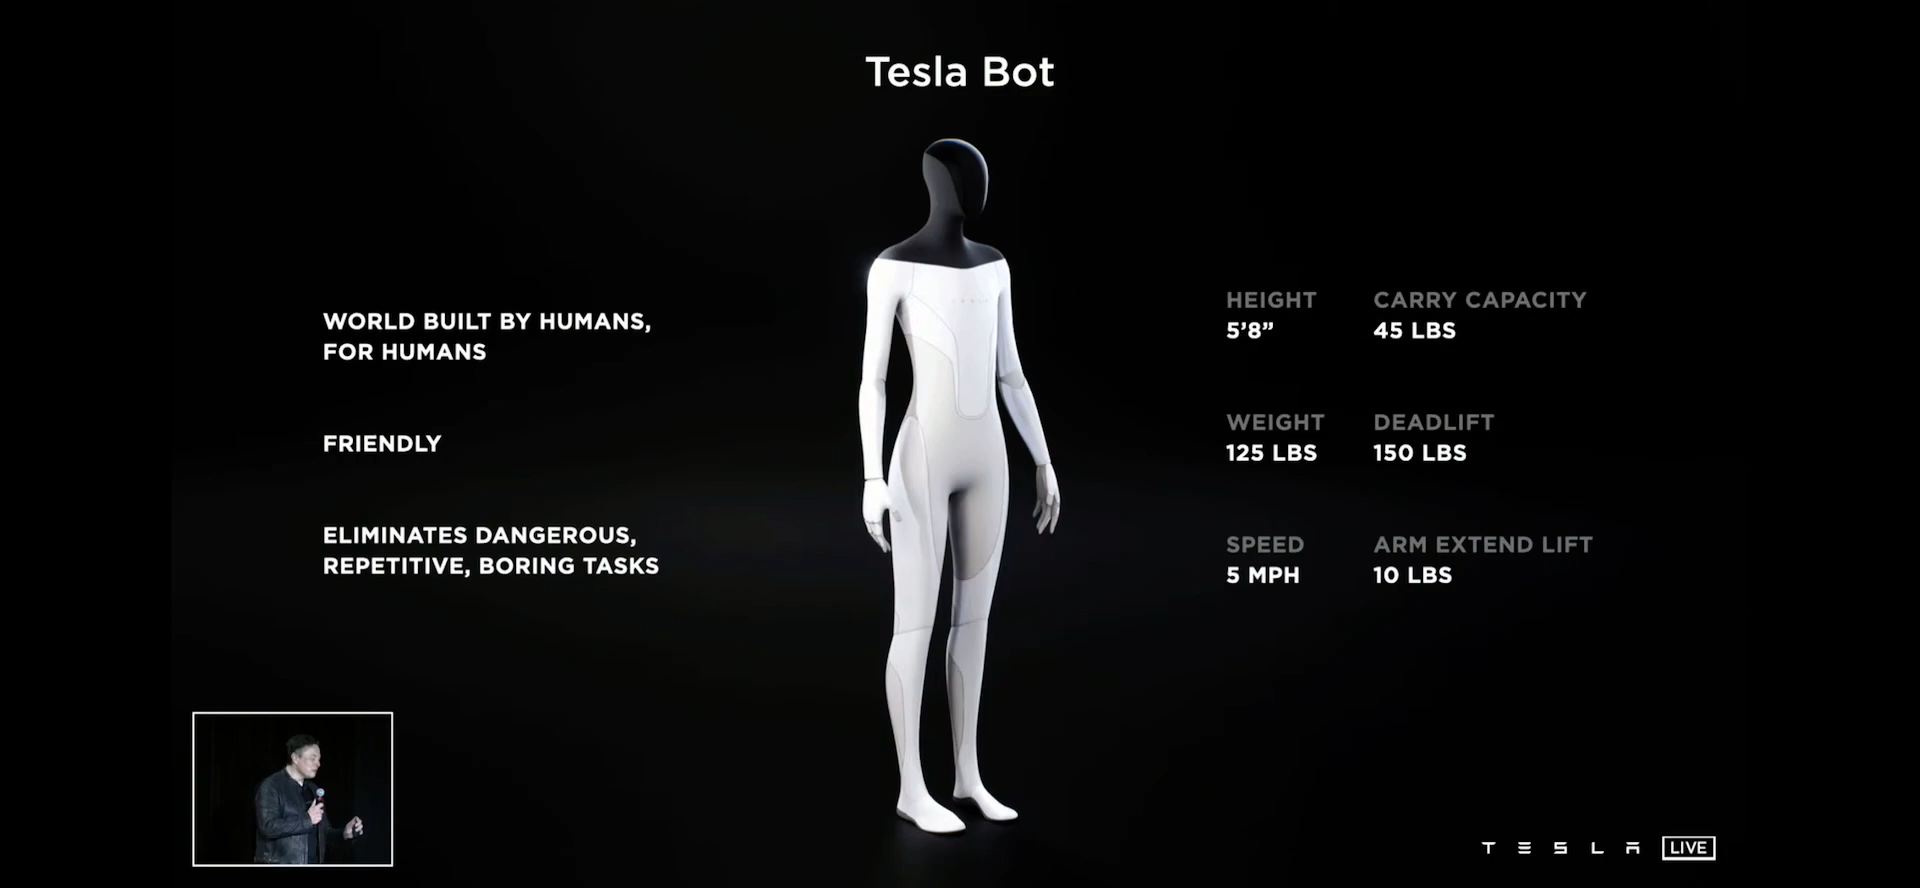 Tesla Bot
WORLD BUILT BY HUMANS,
FOR HUMANS
FRIENDLY
ELIMINATES DANGEROUS,
REPETITIVE, BORING TASKS
HEIGHT
5’8”
CARRY CAPACITY
45 LBS
WEIGHT
125 LBS
DEADLIFT
150 LBS
SPEED
5 MPH
ARM EXTEND LIFT
10 LBS
TESLA
TESLA LIVE